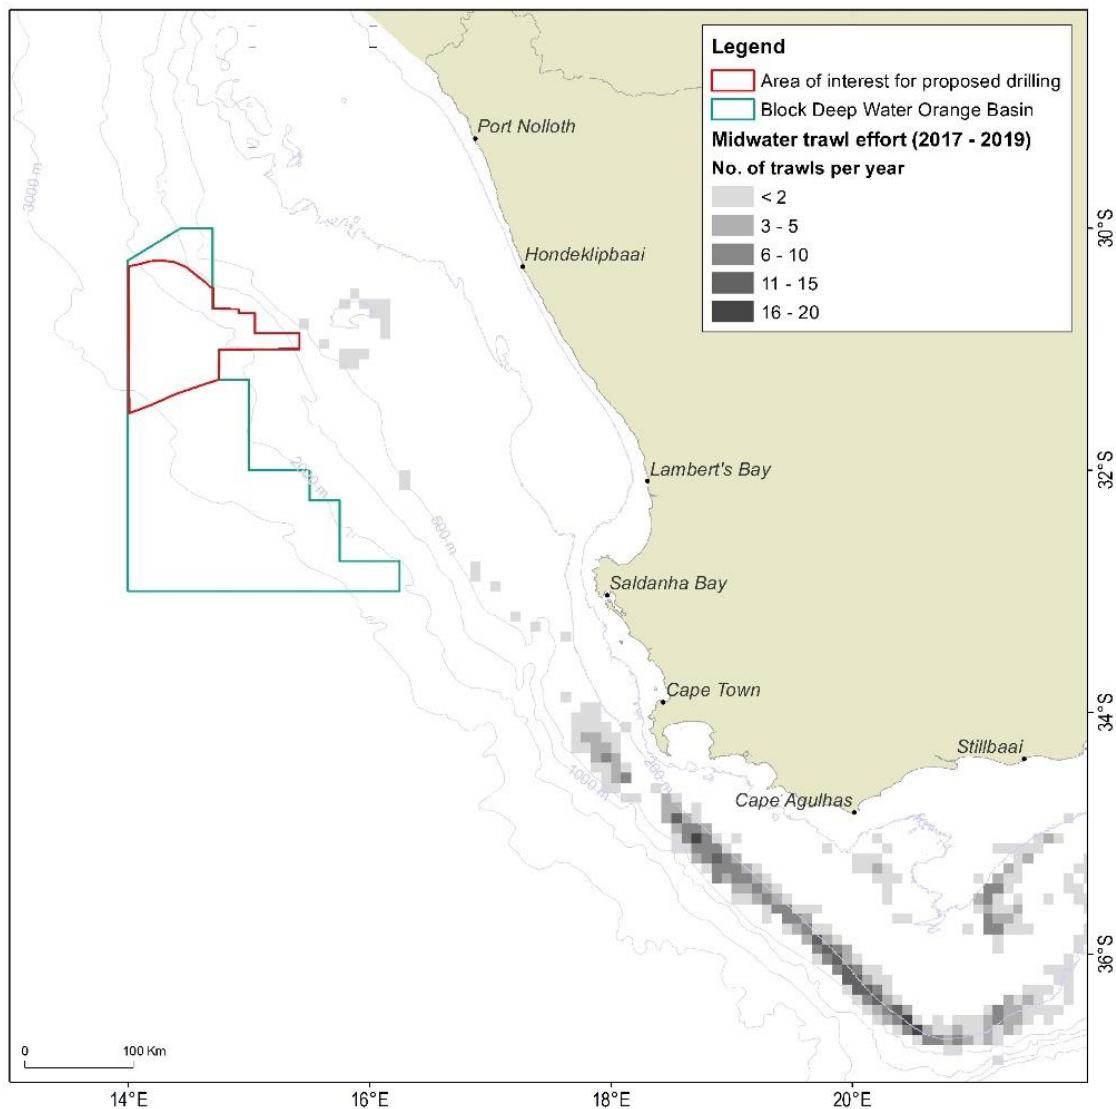 Legend
Area of interest for proposed drilling
Block Deep Water Orange Basin
Midwater trawl effort (2017 - 2019)
No. of trawls per year
< 2
3 - 5
6 - 10
11 - 15
16 - 20
Port Nolloth
3000 m
30°S
Hondeklipbaai
Lambert's Bay
32°S
2000 m
500 m
Saldanha Bay
Cape Town
34°S
Stillbaai
200 m
1000 m
Cape Agulhas
36°S
0 100 Km
14°E 16°E 18°E 20°E